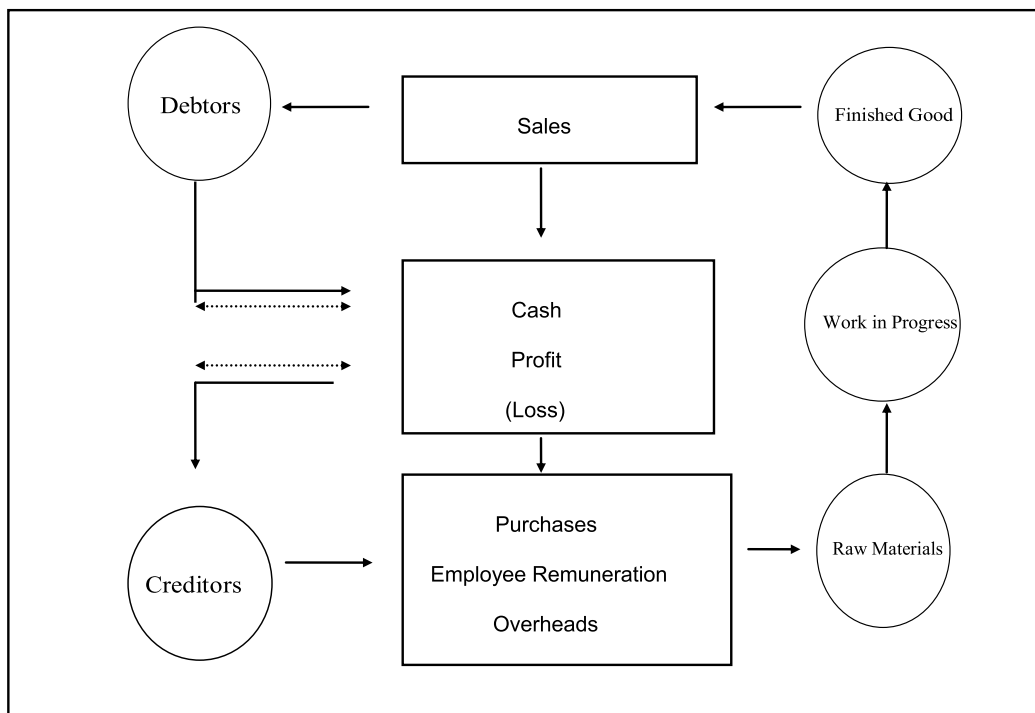 Debtors
Sales
Finished Good
Cash
Profit
(Loss)
Work in Progress
Purchases
Employee Remuneration
Overheads
Creditors
Raw Materials